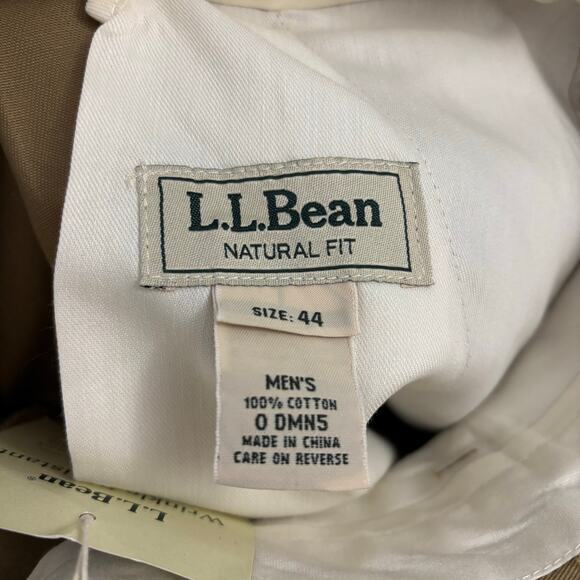 L.L.Bean
NATURAL FIT
SIZE: 44
MEN'S
100% COTTON
0 DMN5
MADE IN CHINA
CARE ON REVERSE
L.L.Bean®